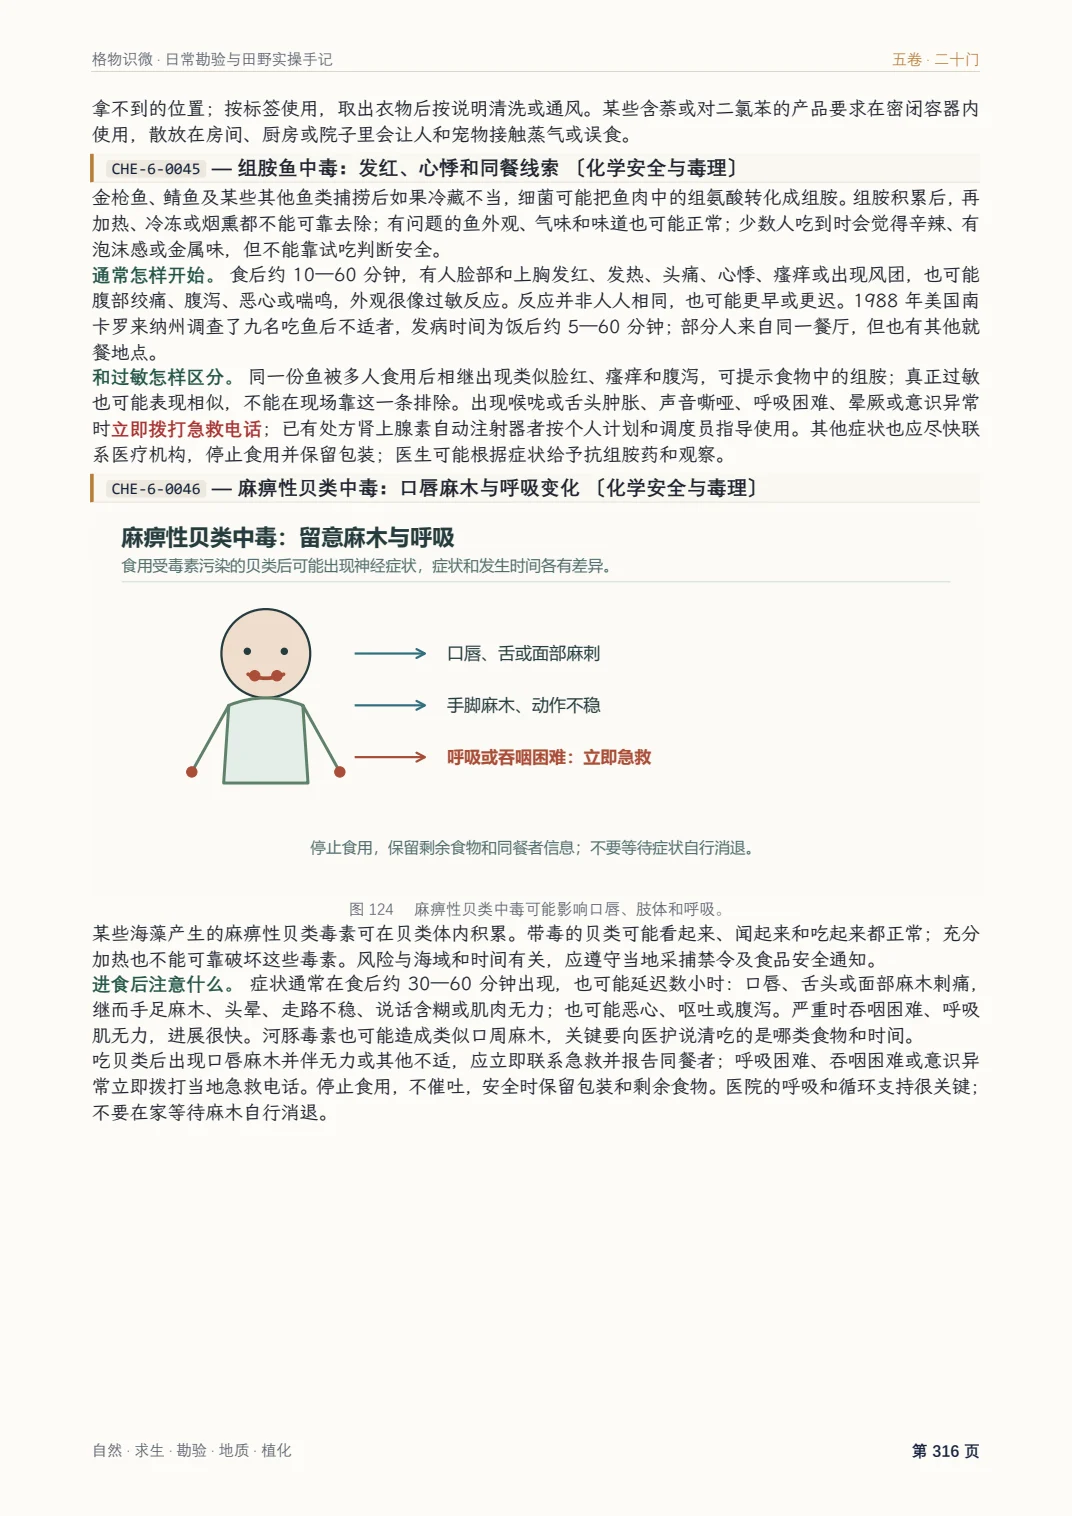 格物识微 · 日常勘验与田野实操手记
五卷 · 二十门
拿不到的位置；按标签使用，取出衣物后按说明清洗或通风。某些含萘或对二氯苯的产品要求在密闭容器内
使用，散放在房间、厨房或院子里会让人和宠物接触蒸气或误食。
CHE-6-0045 — 组胺鱼中毒：发红、心悸和同餐线索 〔化学安全与毒理〕
金枪鱼、鲭鱼及某些其他鱼类捕捞后如果冷藏不当，细菌可能把鱼肉中的组氨酸转化成组胺。组胺积累后，再
加热、冷冻或烟熏都不能可靠去除；有问题的鱼外观、气味和味道也可能正常；少数人吃到时会觉得辛辣、有
泡沫感或金属味，但不能靠试吃判断安全。
通常怎样开始。 食后约 10—60 分钟，有人脸部和上胸发红、发热、头痛、心悸、瘙痒或出现风团，也可能
腹部绞痛、腹泻、恶心或喘鸣，外观很像过敏反应。反应并非人人相同，也可能更早或更迟。1988 年美国南
卡罗来纳州调查了九名吃鱼后不适者，发病时间为饭后约 5—60 分钟；部分人来自同一餐厅，但也有其他就
餐地点。
和过敏怎样区分。 同一份鱼被多人食用后相继出现类似脸红、瘙痒和腹泻，可提示食物中的组胺；真正过敏
也可能表现相似，不能在现场靠这一条排除。出现喉咙或舌头肿胀、声音嘶哑、呼吸困难、晕厥或意识异常
时立即拨打急救电话；已有处方肾上腺素自动注射器者按个人计划和调度员指导使用。其他症状也应尽快联
系医疗机构，停止食用并保留包装；医生可能根据症状给予抗组胺药和观察。
CHE-6-0046 — 麻痹性贝类中毒：口唇麻木与呼吸变化 〔化学安全与毒理〕
麻痹性贝类中毒：留意麻木与呼吸
食用受毒素污染的贝类后可能出现神经症状，症状和发生时间各有差异。
口唇、舌或面部麻刺
手脚麻木、动作不稳
呼吸或吞咽困难：立即急救
停止食用，保留剩余食物和同餐者信息；不要等待症状自行消退。
图 124 麻痹性贝类中毒可能影响口唇、肢体和呼吸。
某些海藻产生的麻痹性贝类毒素可在贝类体内积累。带毒的贝类可能看起来、闻起来和吃起来都正常；充分
加热也不能可靠破坏这些毒素。风险与海域和时间有关，应遵守当地采捕禁令及食品安全通知。
进食后注意什么。 症状通常在食后约 30—60 分钟出现，也可能延迟数小时：口唇、舌头或面部麻木刺痛，
继而手足麻木、头晕、走路不稳、说话含糊或肌肉无力；也可能恶心、呕吐或腹泻。严重时吞咽困难、呼吸
肌无力，进展很快。河豚毒素也可能造成类似口周麻木，关键要向医护说清吃的是哪类食物和时间。
吃贝类后出现口唇麻木并伴无力或其他不适，应立即联系急救并报告同餐者；呼吸困难、吞咽困难或意识异
常立即拨打当地急救电话。停止食用，不催吐，安全时保留包装和剩余食物。医院的呼吸和循环支持很关键；
不要在家等待麻木自行消退。
自然 · 求生 · 勘验 · 地质 · 植化
第 316 页